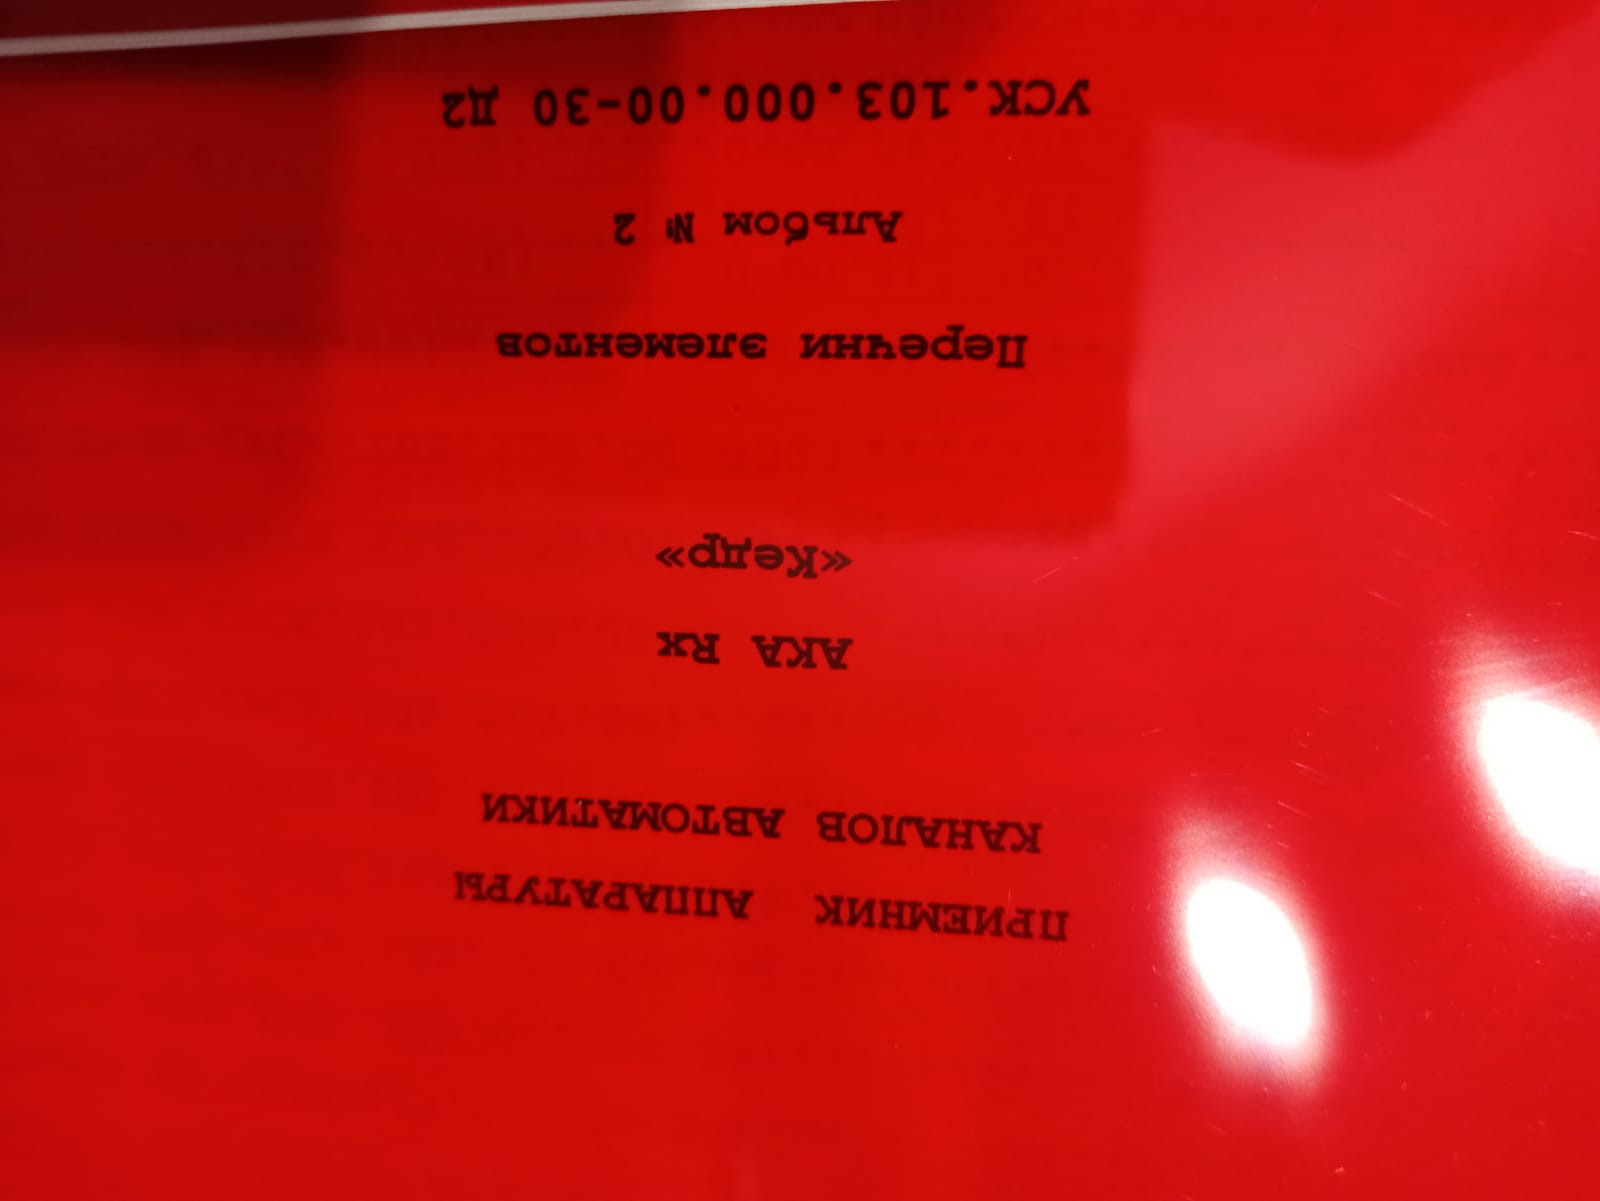 ПРИЕМНИК АППАРАТУРЫ
КАНАЛОВ АВТОМАТИКИ
АКА Rx
«Кедр»
Перечни элементов
Альбом № 2
УСК.103.000.00-30 Д2